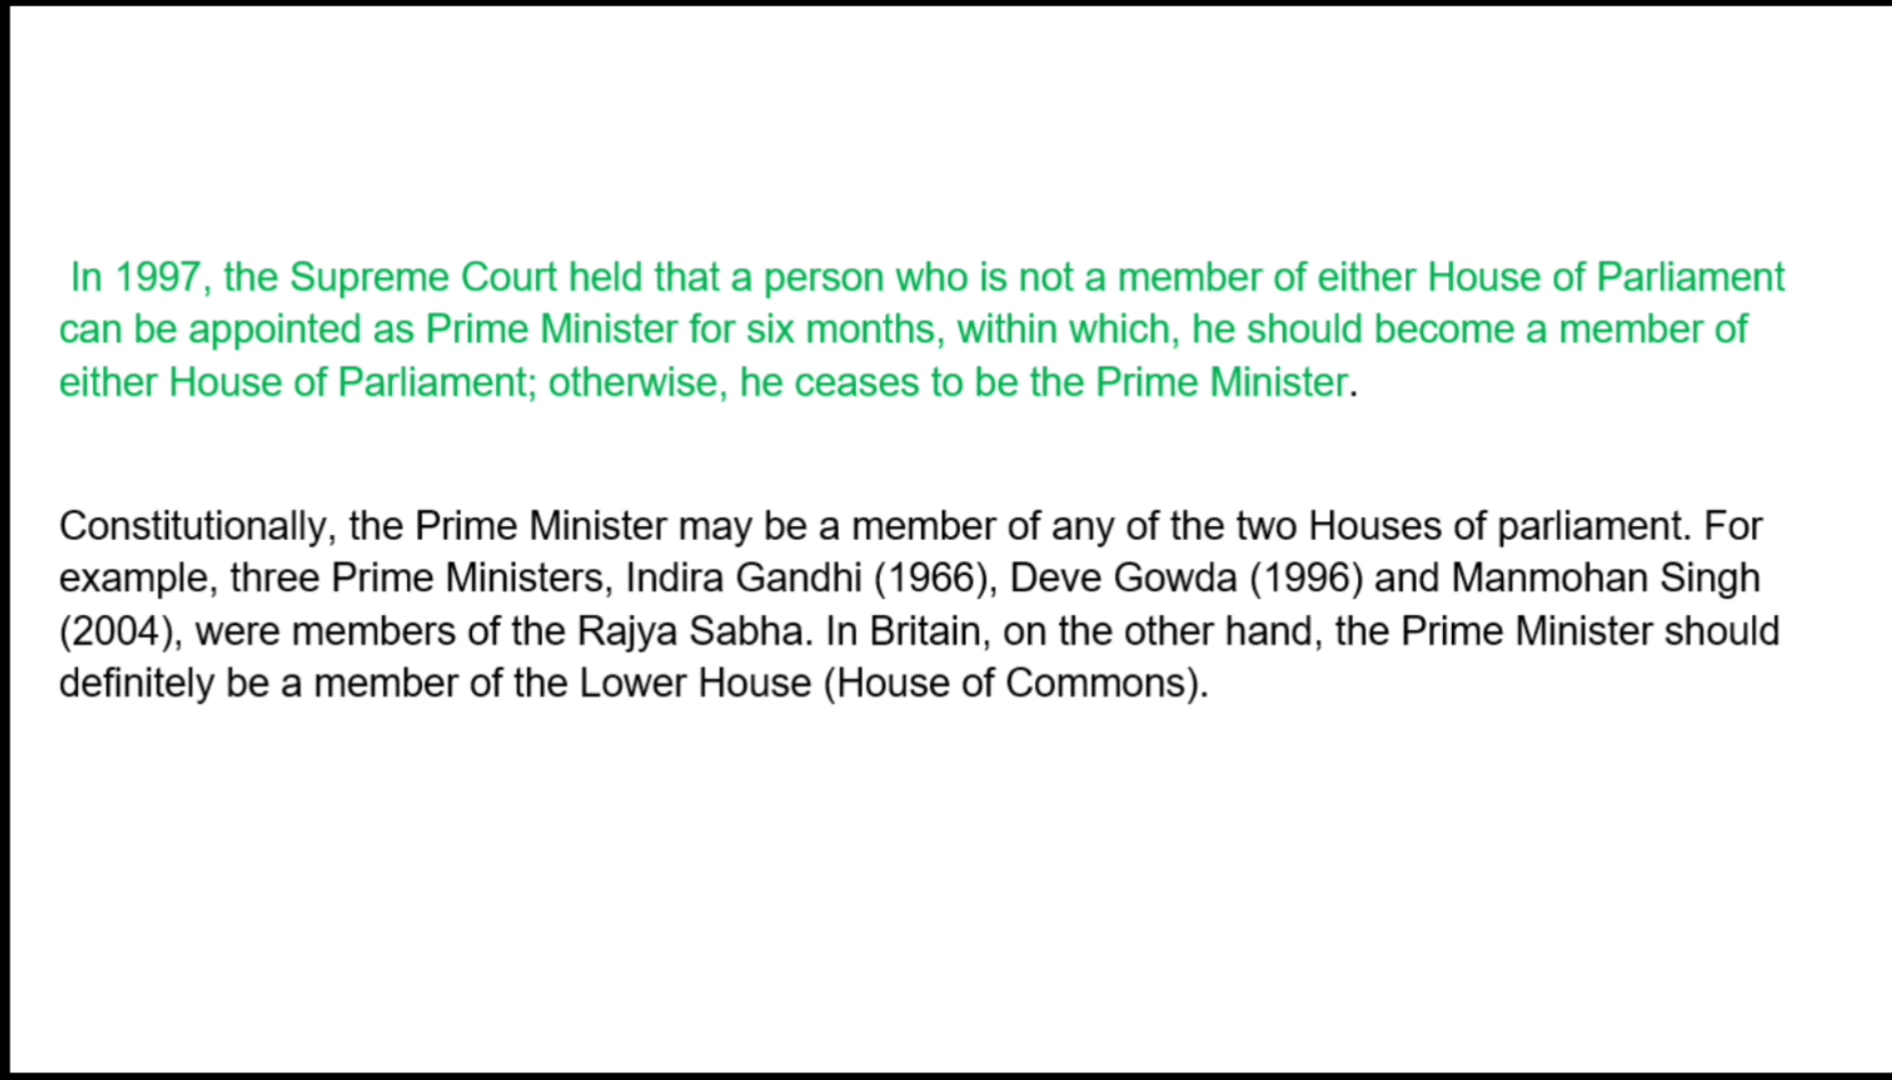 In 1997, the Supreme Court held that a person who is not a member of either House of Parliament
can be appointed as Prime Minister for six months, within which, he should become a member of
either House of Parliament; otherwise, he ceases to be the Prime Minister.
Constitutionally, the Prime Minister may be a member of any of the two Houses of parliament. For
example, three Prime Ministers, Indira Gandhi (1966), Deve Gowda (1996) and Manmohan Singh
(2004), were members of the Rajya Sabha. In Britain, on the other hand, the Prime Minister should
definitely be a member of the Lower House (House of Commons).